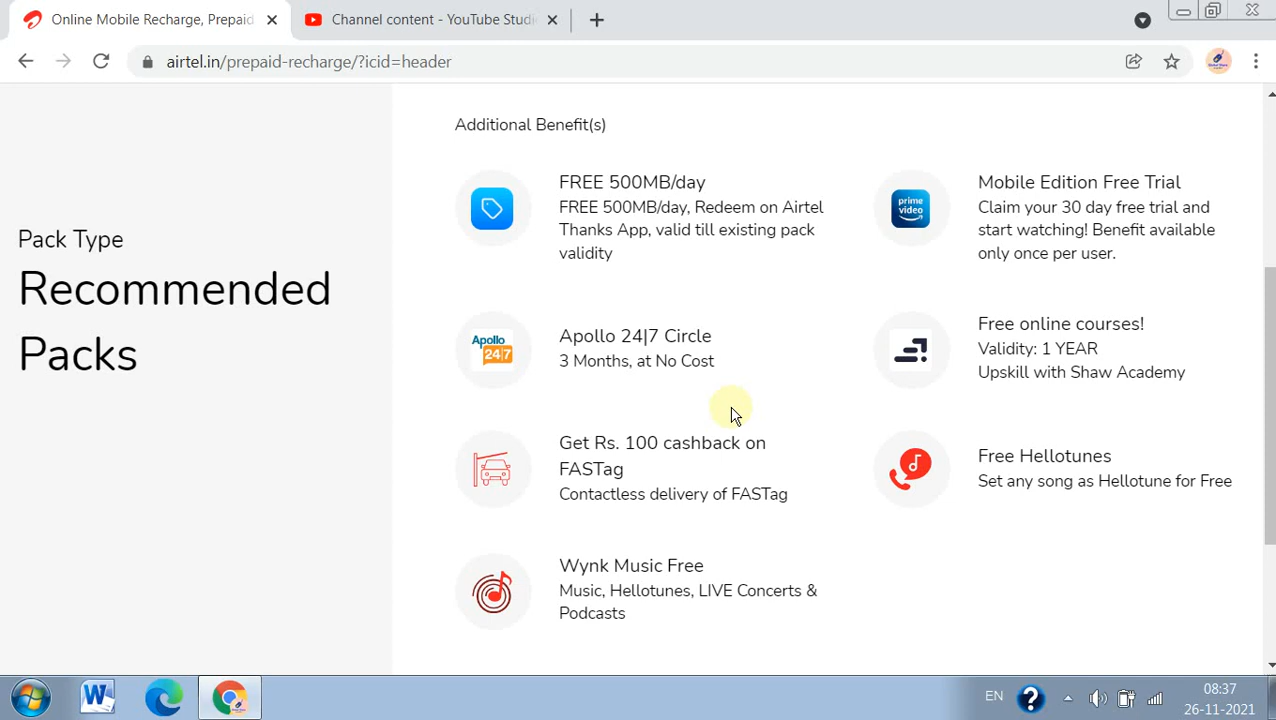 Online Mobile Recharge, Prepaid
Channel content - YouTube Studi
airtel.in/prepaid-recharge/?icid=header
Additional Benefit(s)
Pack Type
Recommended
Packs
FREE 500MB/day
FREE 500MB/day, Redeem on Airtel
Thanks App, valid till existing pack
validity
prime
video
Mobile Edition Free Trial
Claim your 30 day free trial and
start watching! Benefit available
only once per user.
Apollo
24|7
Apollo 24|7 Circle
3 Months, at No Cost
Free online courses!
Validity: 1 YEAR
Upskill with Shaw Academy
Get Rs. 100 cashback on
FASTag
Contactless delivery of FASTag
Free Hellotunes
Set any song as Hellotune for Free
Wynk Music Free
Music, Hellotunes, LIVE Concerts &
Podcasts
EN
08:37
26-11-2021